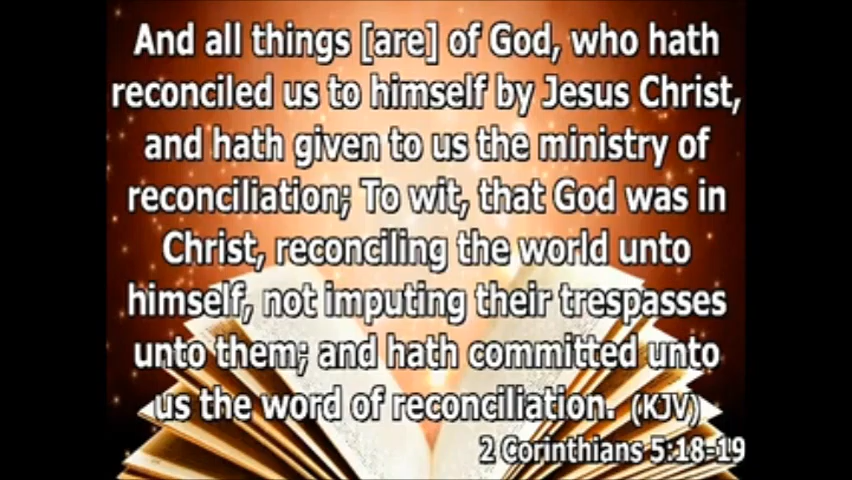 And all things [are] of God, who hath
reconciled us to himself by Jesus Christ,
and hath given to us the ministry of
reconciliation; To wit, that God was in
Christ, reconciling the world unto
himself, not imputing their trespasses
unto them; and hath committed unto
us the word of reconciliation. (KJV)
2 Corinthians 5:18-19